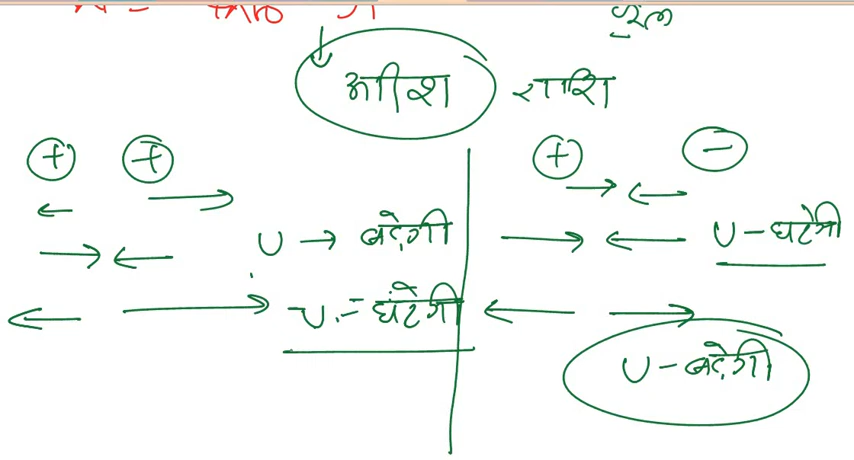 अदिश राशि
+ +
U → बढ़ेगी
U = घटेगी
+ −
U − घटेगी
U − बढ़ेगी